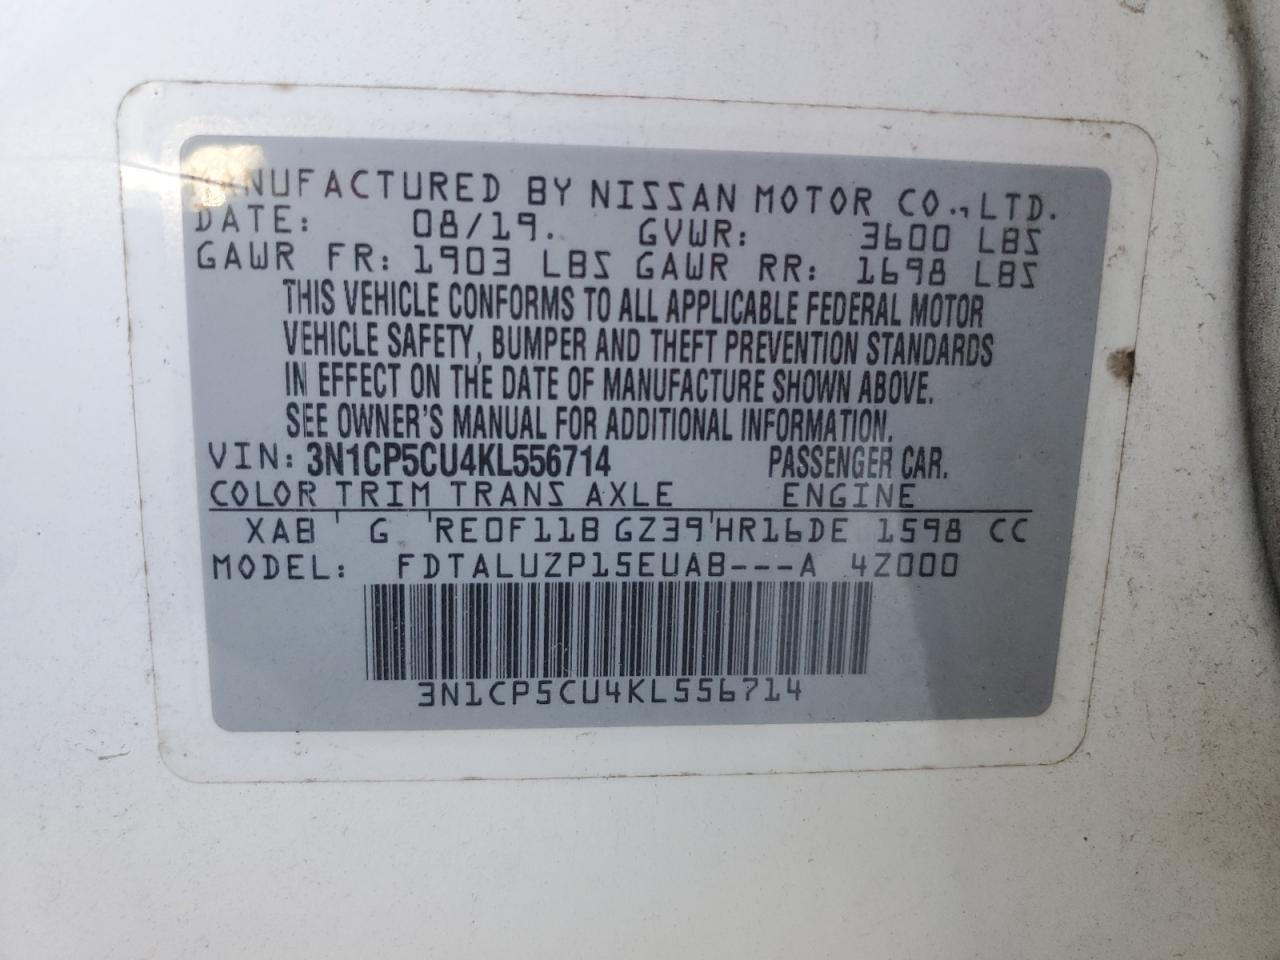 MANUFACTURED BY NISSAN MOTOR CO., LTD.
DATE: 08/19. GVWR: 3600 LBS
GAWR FR: 1903 LBS GAWR RR: 1698 LBS
THIS VEHICLE CONFORMS TO ALL APPLICABLE FEDERAL MOTOR
VEHICLE SAFETY, BUMPER AND THEFT PREVENTION STANDARDS
IN EFFECT ON THE DATE OF MANUFACTURE SHOWN ABOVE.
SEE OWNER'S MANUAL FOR ADDITIONAL INFORMATION.
VIN: 3N1CP5CU4KL556714 PASSENGER CAR.
COLOR TRIM TRANS AXLE ENGINE
XAB ' G ' RE0F11B GZ39'HR16DE 1598 CC
MODEL: FDTALUZP15EUAB---A 4Z000
3N1CP5CU4KL556714